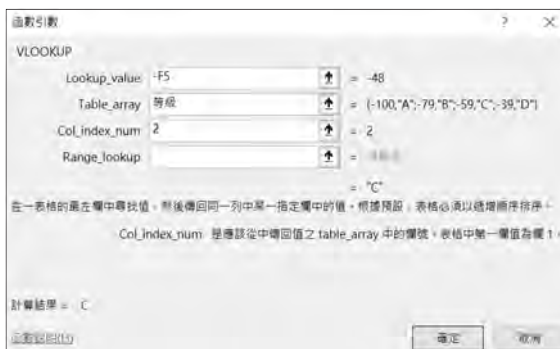 函數引數 ? ×
VLOOKUP
Lookup_value -F5 = -48
Table_array 等級 = {-100,"A";-79,"B";-59,"C";-39,"D"}
Col_index_num 2 = 2
Range_lookup =
= "C"
在一表格的最左欄中尋找值，然後傳回同一列中某一指定欄中的值。根據預設，表格必須以遞增順序排序。
Col_index_num 是應該從中傳回值之 table_array 中的欄號。表格中第一欄值為欄 1。
計算結果 = C
函數說明(H) 確定 取消